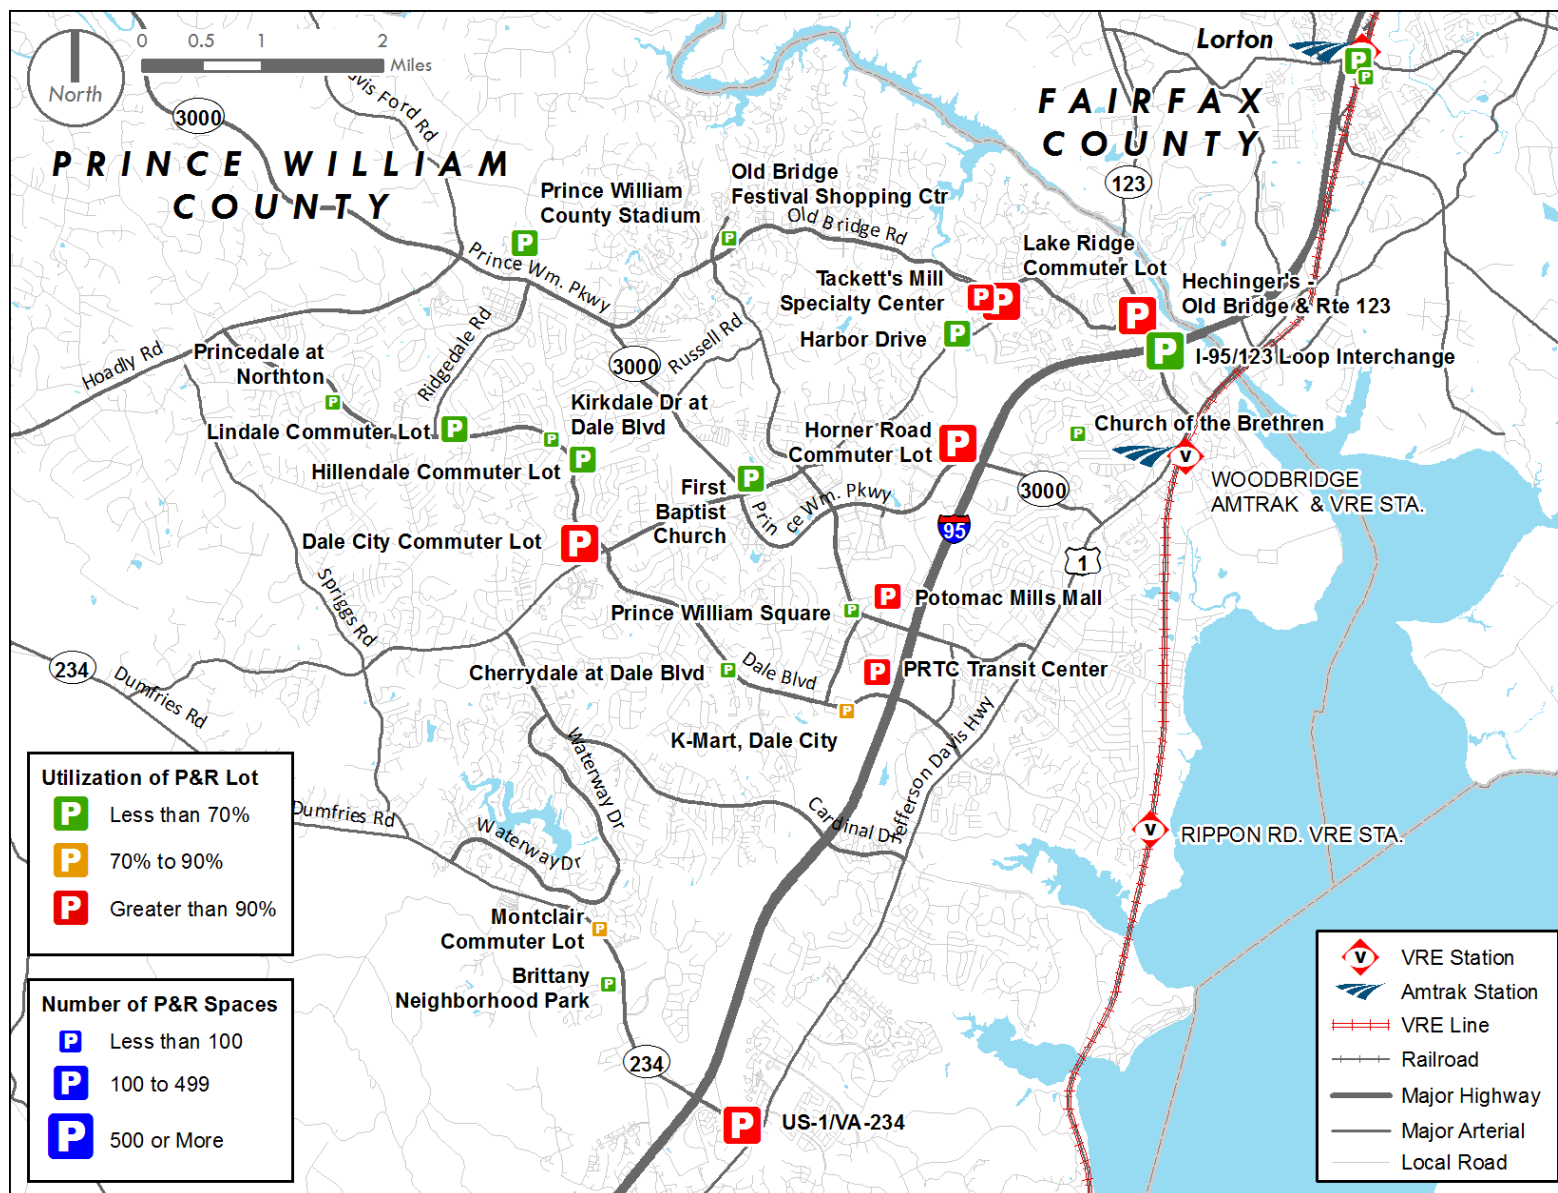 0 0.5 1 2
Miles
North
Lorton
FAIRFAX
COUNTY
PRINCE WILLIAM
COUNTY
3000
Davis Ford Rd
123
Prince William
County Stadium
Old Bridge
Festival Shopping Ctr
Old Bridge Rd
Prince Wm. Pkwy
Lake Ridge
Commuter Lot
Tackett's Mill
Specialty Center
Hechinger's -
Old Bridge & Rte 123
Harbor Drive
I-95/123 Loop Interchange
Hoadly Rd
Princedale at
Northton
Ridgedale Rd
3000
Russell Rd
Kirkdale Dr at
Dale Blvd
Lindale Commuter Lot
Hillendale Commuter Lot
Horner Road
Commuter Lot
Church of the Brethren
First
Baptist
Church
Prince Wm. Pkwy
3000
WOODBRIDGE
AMTRAK & VRE STA.
Dale City Commuter Lot
95
1
Spriggs Rd
Prince William Square
Potomac Mills Mall
234
Dumfries Rd
Cherrydale at Dale Blvd
Dale Blvd
PRTC Transit Center
K-Mart, Dale City
Waterway Dr
Jefferson Davis Hwy
Cardinal Dr
Dumfries Rd
Waterway Dr
RIPPON RD. VRE STA.
Montclair
Commuter Lot
Brittany
Neighborhood Park
234
US-1/VA-234
Utilization of P&R Lot
P Less than 70%
P 70% to 90%
P Greater than 90%
Number of P&R Spaces
P Less than 100
P 100 to 499
P 500 or More
V VRE Station
Amtrak Station
VRE Line
Railroad
Major Highway
Major Arterial
Local Road